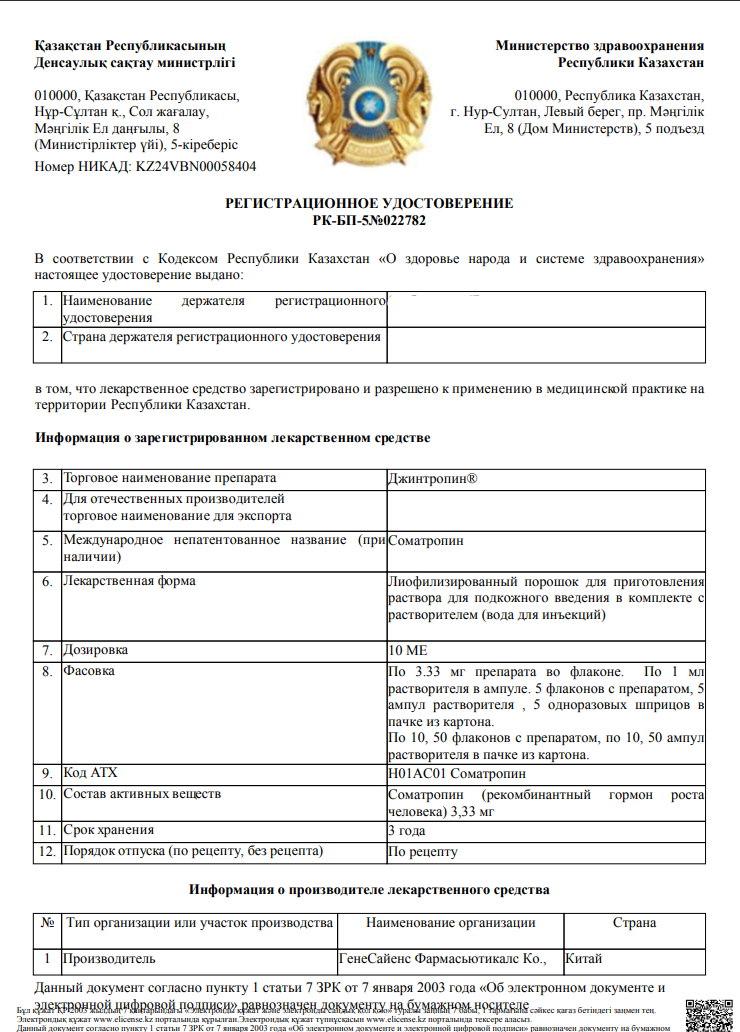 Қазақстан Республикасының
Денсаулық сақтау министрлігі
010000, Қазақстан Республикасы,
Нұр-Сұлтан қ., Сол жағалау,
Мәңгілік Ел даңғылы, 8
(Министрліктер үйі), 5-кіреберіс
Номер НИКАД: KZ24VBN00058404
Министерство здравоохранения
Республики Казахстан
010000, Республика Казахстан,
г. Нур-Султан, Левый берег, пр. Мәңгілік
Ел, 8 (Дом Министерств), 5 подъезд
РЕГИСТРАЦИОННОЕ УДОСТОВЕРЕНИЕ
РК-БП-5№022782
В соответствии с Кодексом Республики Казахстан «О здоровье народа и системе здравоохранения»
настоящее удостоверение выдано:
1. Наименование держателя регистрационного
удостоверения
2. Страна держателя регистрационного удостоверения
в том, что лекарственное средство зарегистрировано и разрешено к применению в медицинской практике на
территории Республики Казахстан.
Информация о зарегистрированном лекарственном средстве
3. Торговое наименование препарата Джинтропин®
4. Для отечественных производителей
торговое наименование для экспорта
5. Международное непатентованное название (при Соматропин
наличии)
6. Лекарственная форма Лиофилизированный порошок для приготовления
раствора для подкожного введения в комплекте с
растворителем (вода для инъекций)
7. Дозировка 10 МЕ
8. Фасовка По 3.33 мг препарата во флаконе. По 1 мл
растворителя в ампуле. 5 флаконов с препаратом, 5
ампул растворителя , 5 одноразовых шприцов в
пачке из картона.
По 10, 50 флаконов с препаратом, по 10, 50 ампул
растворителя в пачке из картона.
9. Код АТХ H01AC01 Соматропин
10. Состав активных веществ Соматропин (рекомбинантный гормон роста
человека) 3,33 мг
11. Срок хранения 3 года
12. Порядок отпуска (по рецепту, без рецепта) По рецепту
Информация о производителе лекарственного средства
№ Тип организации или участок производства Наименование организации Страна
1 Производитель ГенеСайенс Фармасьютикалс Ко., Китай
Данный документ согласно пункту 1 статьи 7 ЗРК от 7 января 2003 года «Об электронном документе и
электронной цифровой подписи» равнозначен документу на бумажном носителе
Бұл құжат ҚР 2003 жылдың 7 қаңтарындағы «Электронды құжат және электронды сандық қол қою» туралы заңның 7 бабы, 1 тармағына сәйкес қағаз бетіндегі заңмен тең.
Электрондық құжат www.elicense.kz порталында құрылған.Электрондық құжат түпнұсқасын www.elicense.kz порталында тексере аласыз.
Данный документ согласно пункту 1 статьи 7 ЗРК от 7 января 2003 года «Об электронном документе и электронной цифровой подписи» равнозначен документу на бумажном